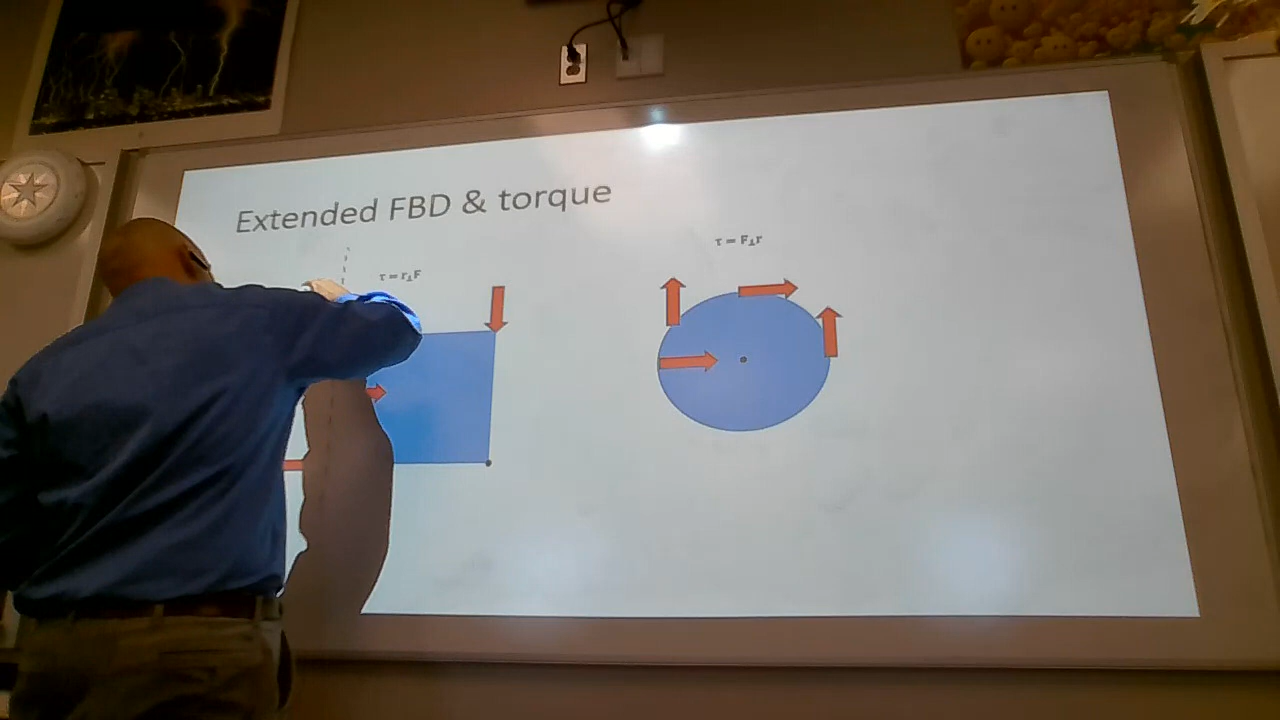 Extended FBD & torque
τ = r⊥F
τ = F⊥r